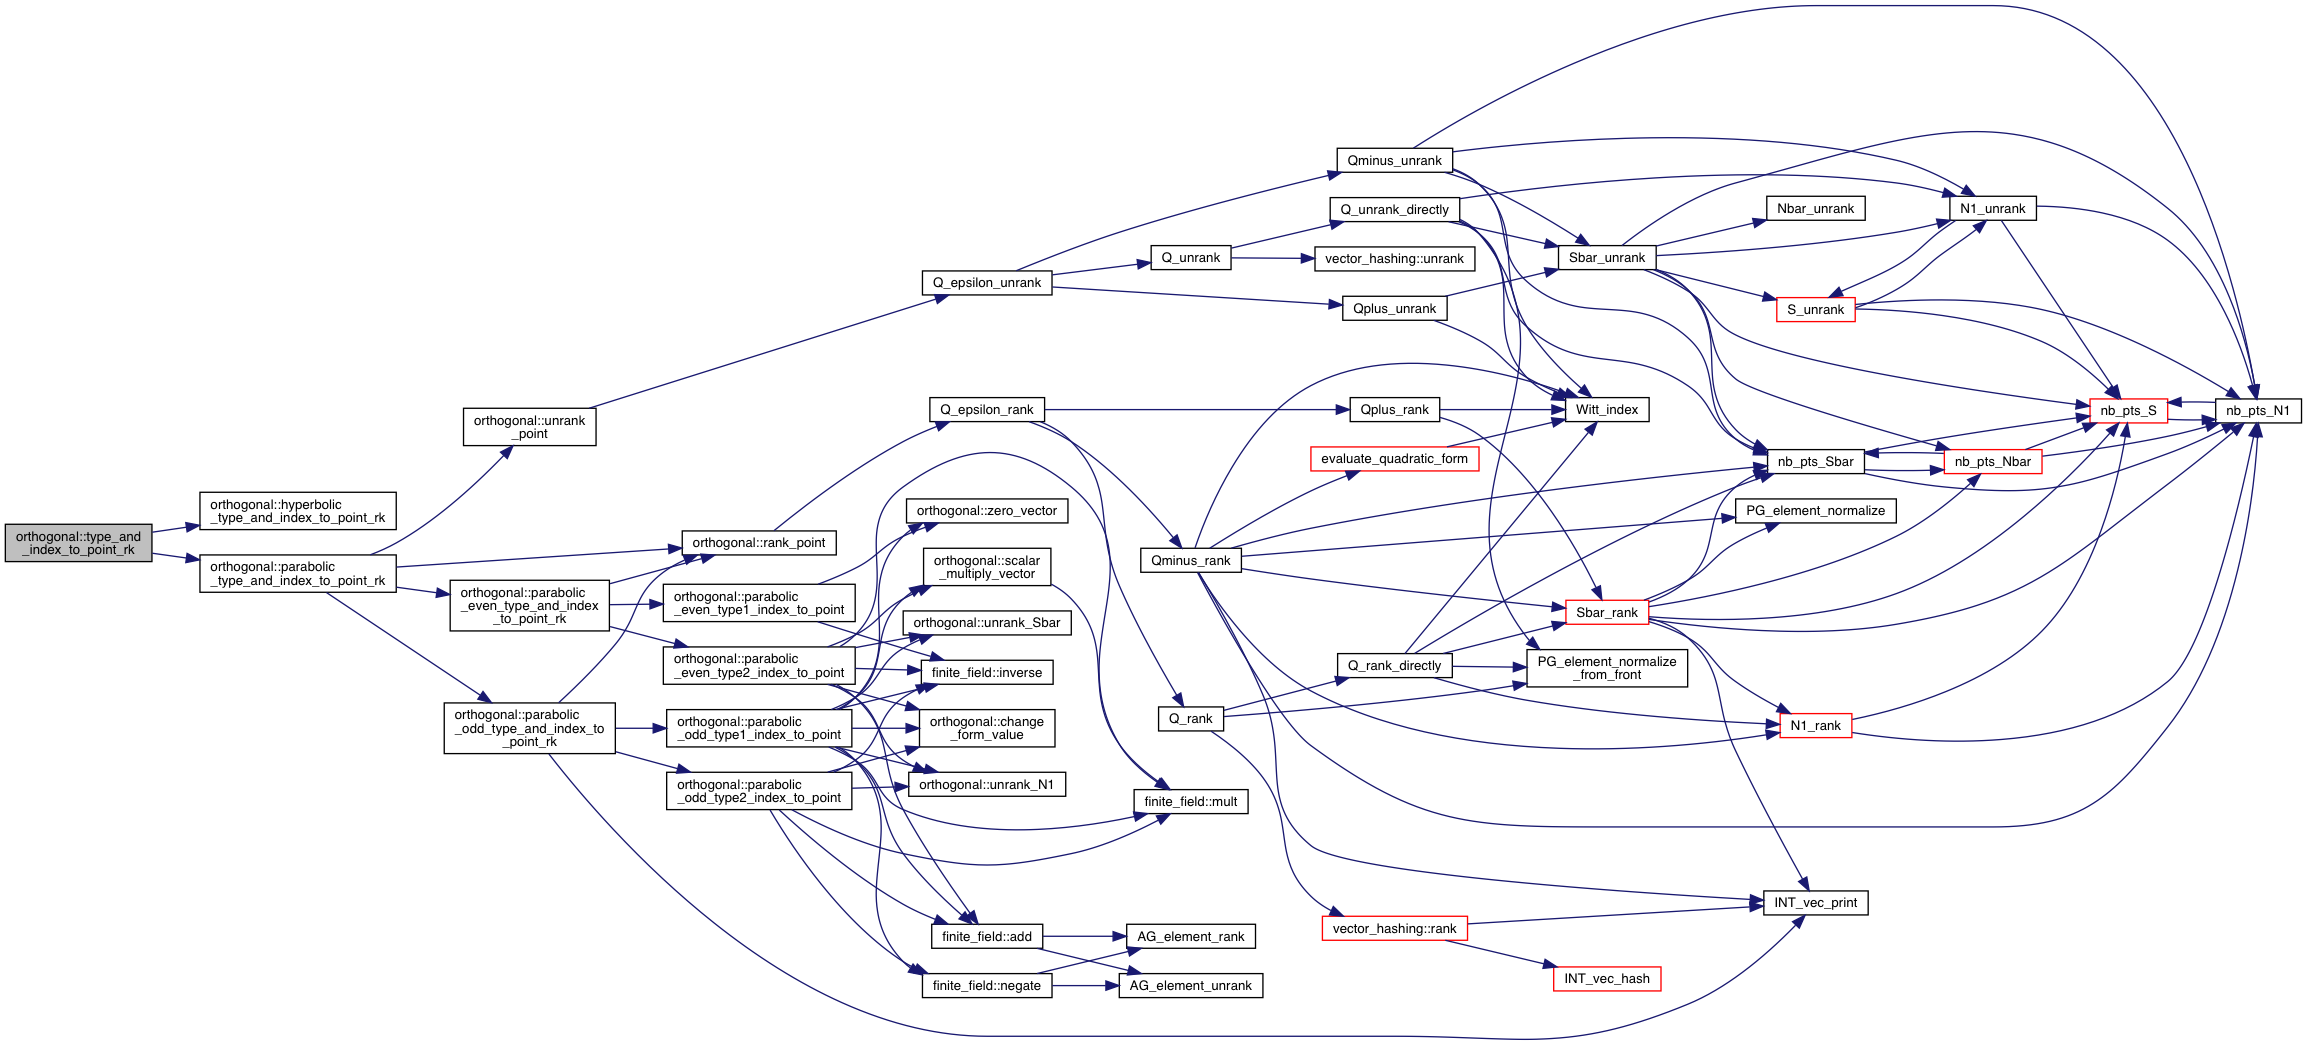 orthogonal::type_and
_index_to_point_rk
orthogonal::hyperbolic
_type_and_index_to_point_rk
orthogonal::parabolic
_type_and_index_to_point_rk
orthogonal::unrank
_point
orthogonal::parabolic
_even_type_and_index
_to_point_rk
orthogonal::parabolic
_odd_type_and_index_to
_point_rk
orthogonal::rank_point
orthogonal::parabolic
_even_type1_index_to_point
orthogonal::parabolic
_even_type2_index_to_point
orthogonal::parabolic
_odd_type1_index_to_point
orthogonal::parabolic
_odd_type2_index_to_point
Q_epsilon_unrank
Q_epsilon_rank
orthogonal::zero_vector
orthogonal::scalar
_multiply_vector
orthogonal::unrank_Sbar
finite_field::inverse
orthogonal::change
_form_value
orthogonal::unrank_N1
finite_field::add
finite_field::negate
Q_unrank
Qminus_rank
Q_rank
finite_field::mult
AG_element_rank
AG_element_unrank
Qminus_unrank
Q_unrank_directly
vector_hashing::unrank
Qplus_unrank
Qplus_rank
evaluate_quadratic_form
Q_rank_directly
vector_hashing::rank
Sbar_unrank
Witt_index
Sbar_rank
PG_element_normalize
_from_front
INT_vec_hash
Nbar_unrank
S_unrank
nb_pts_Sbar
PG_element_normalize
N1_rank
INT_vec_print
N1_unrank
nb_pts_Nbar
nb_pts_S
nb_pts_N1